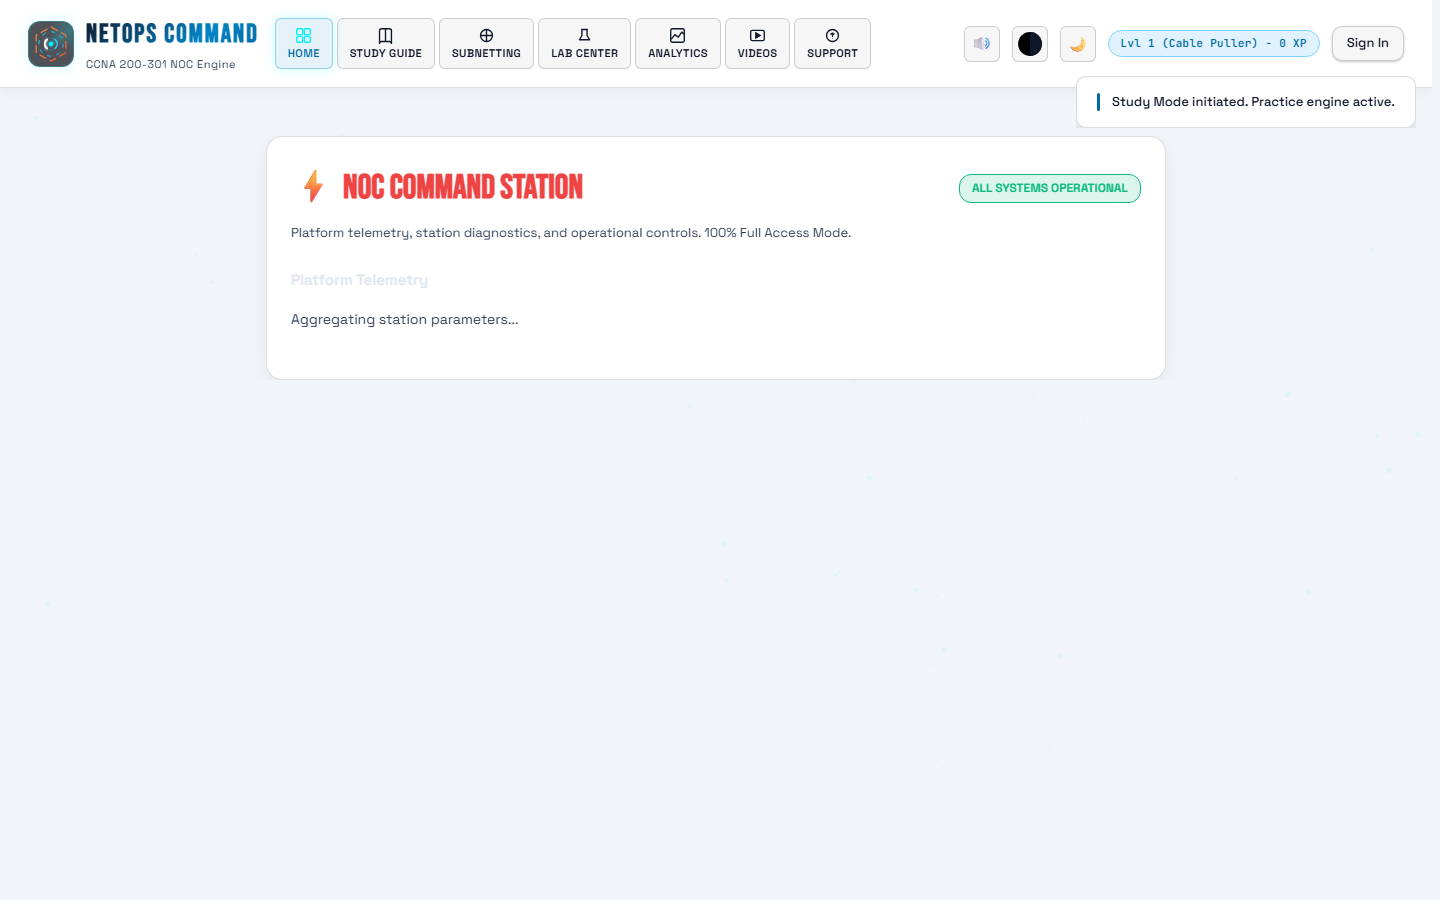 NETOPS COMMAND
CCNA 200-301 NOC Engine
HOME
STUDY GUIDE
SUBNETTING
LAB CENTER
ANALYTICS
VIDEOS
SUPPORT
Lvl 1 (Cable Puller) - 0 XP
Sign In
Study Mode initiated. Practice engine active.
NOC COMMAND STATION
ALL SYSTEMS OPERATIONAL
Platform telemetry, station diagnostics, and operational controls. 100% Full Access Mode.
Platform Telemetry
Aggregating station parameters...